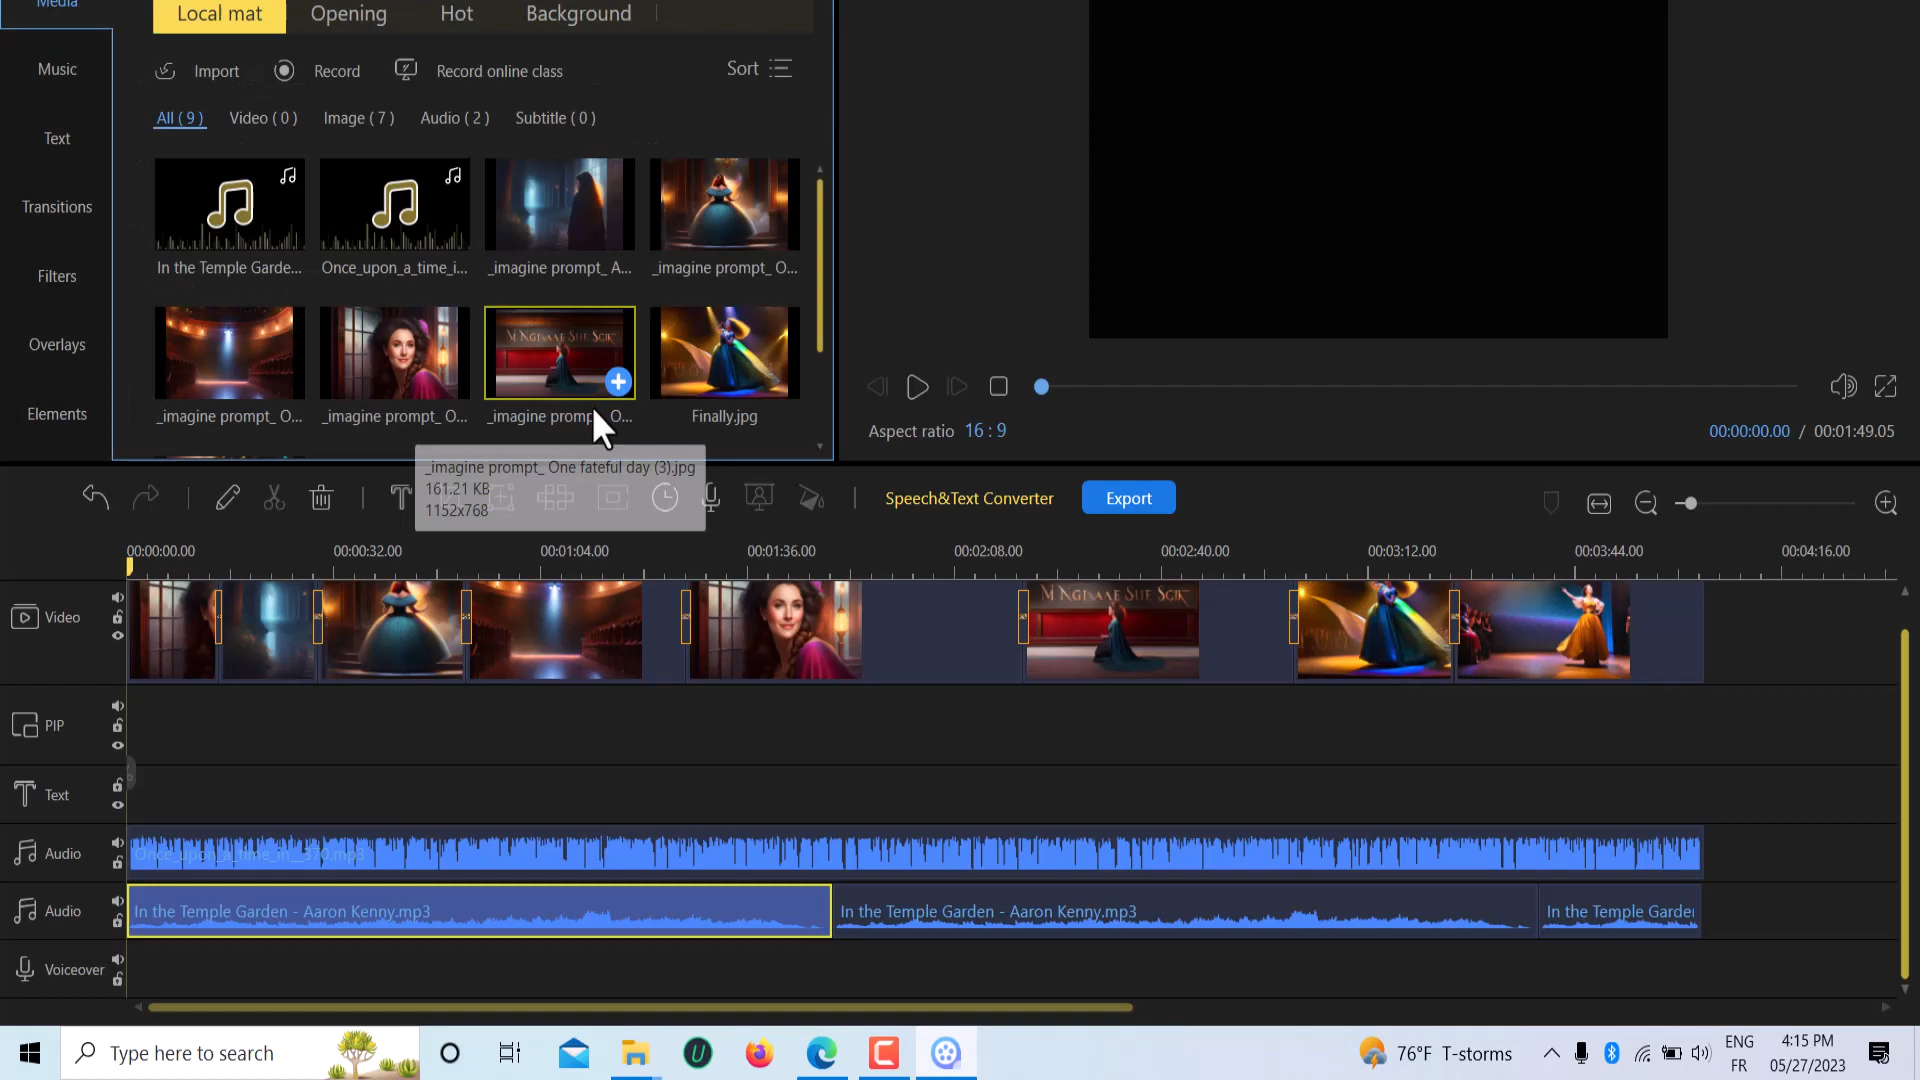 Media
Local mat
Opening
Hot
Background
Music
Import
Record
Record online class
Sort
All ( 9 )
Video ( 0 )
Image ( 7 )
Audio ( 2 )
Subtitle ( 0 )
Text
Transitions
Filters
Overlays
Elements
In the Temple Garde...
Once_upon_a_time_i...
_imagine prompt_ A...
_imagine prompt_ O...
_imagine prompt_ O...
_imagine prompt_ O...
_imagine prompt_ O...
Finally.jpg
_imagine prompt_ One fateful day (3).jpg
161.21 KB
1152x768
Aspect ratio 16 : 9
00:00:00.00 / 00:01:49.05
Speech&Text Converter
Export
00:00:00.00
00:00:32.00
00:01:04.00
00:01:36.00
00:02:08.00
00:02:40.00
00:03:12.00
00:03:44.00
00:04:16.00
Video
PIP
Text
Audio
Once_upon_a_time_in__370.mp3
Audio
In the Temple Garden - Aaron Kenny.mp3
In the Temple Garden - Aaron Kenny.mp3
In the Temple Garde
Voiceover
Type here to search
76°F T-storms
ENG
FR
4:15 PM
05/27/2023